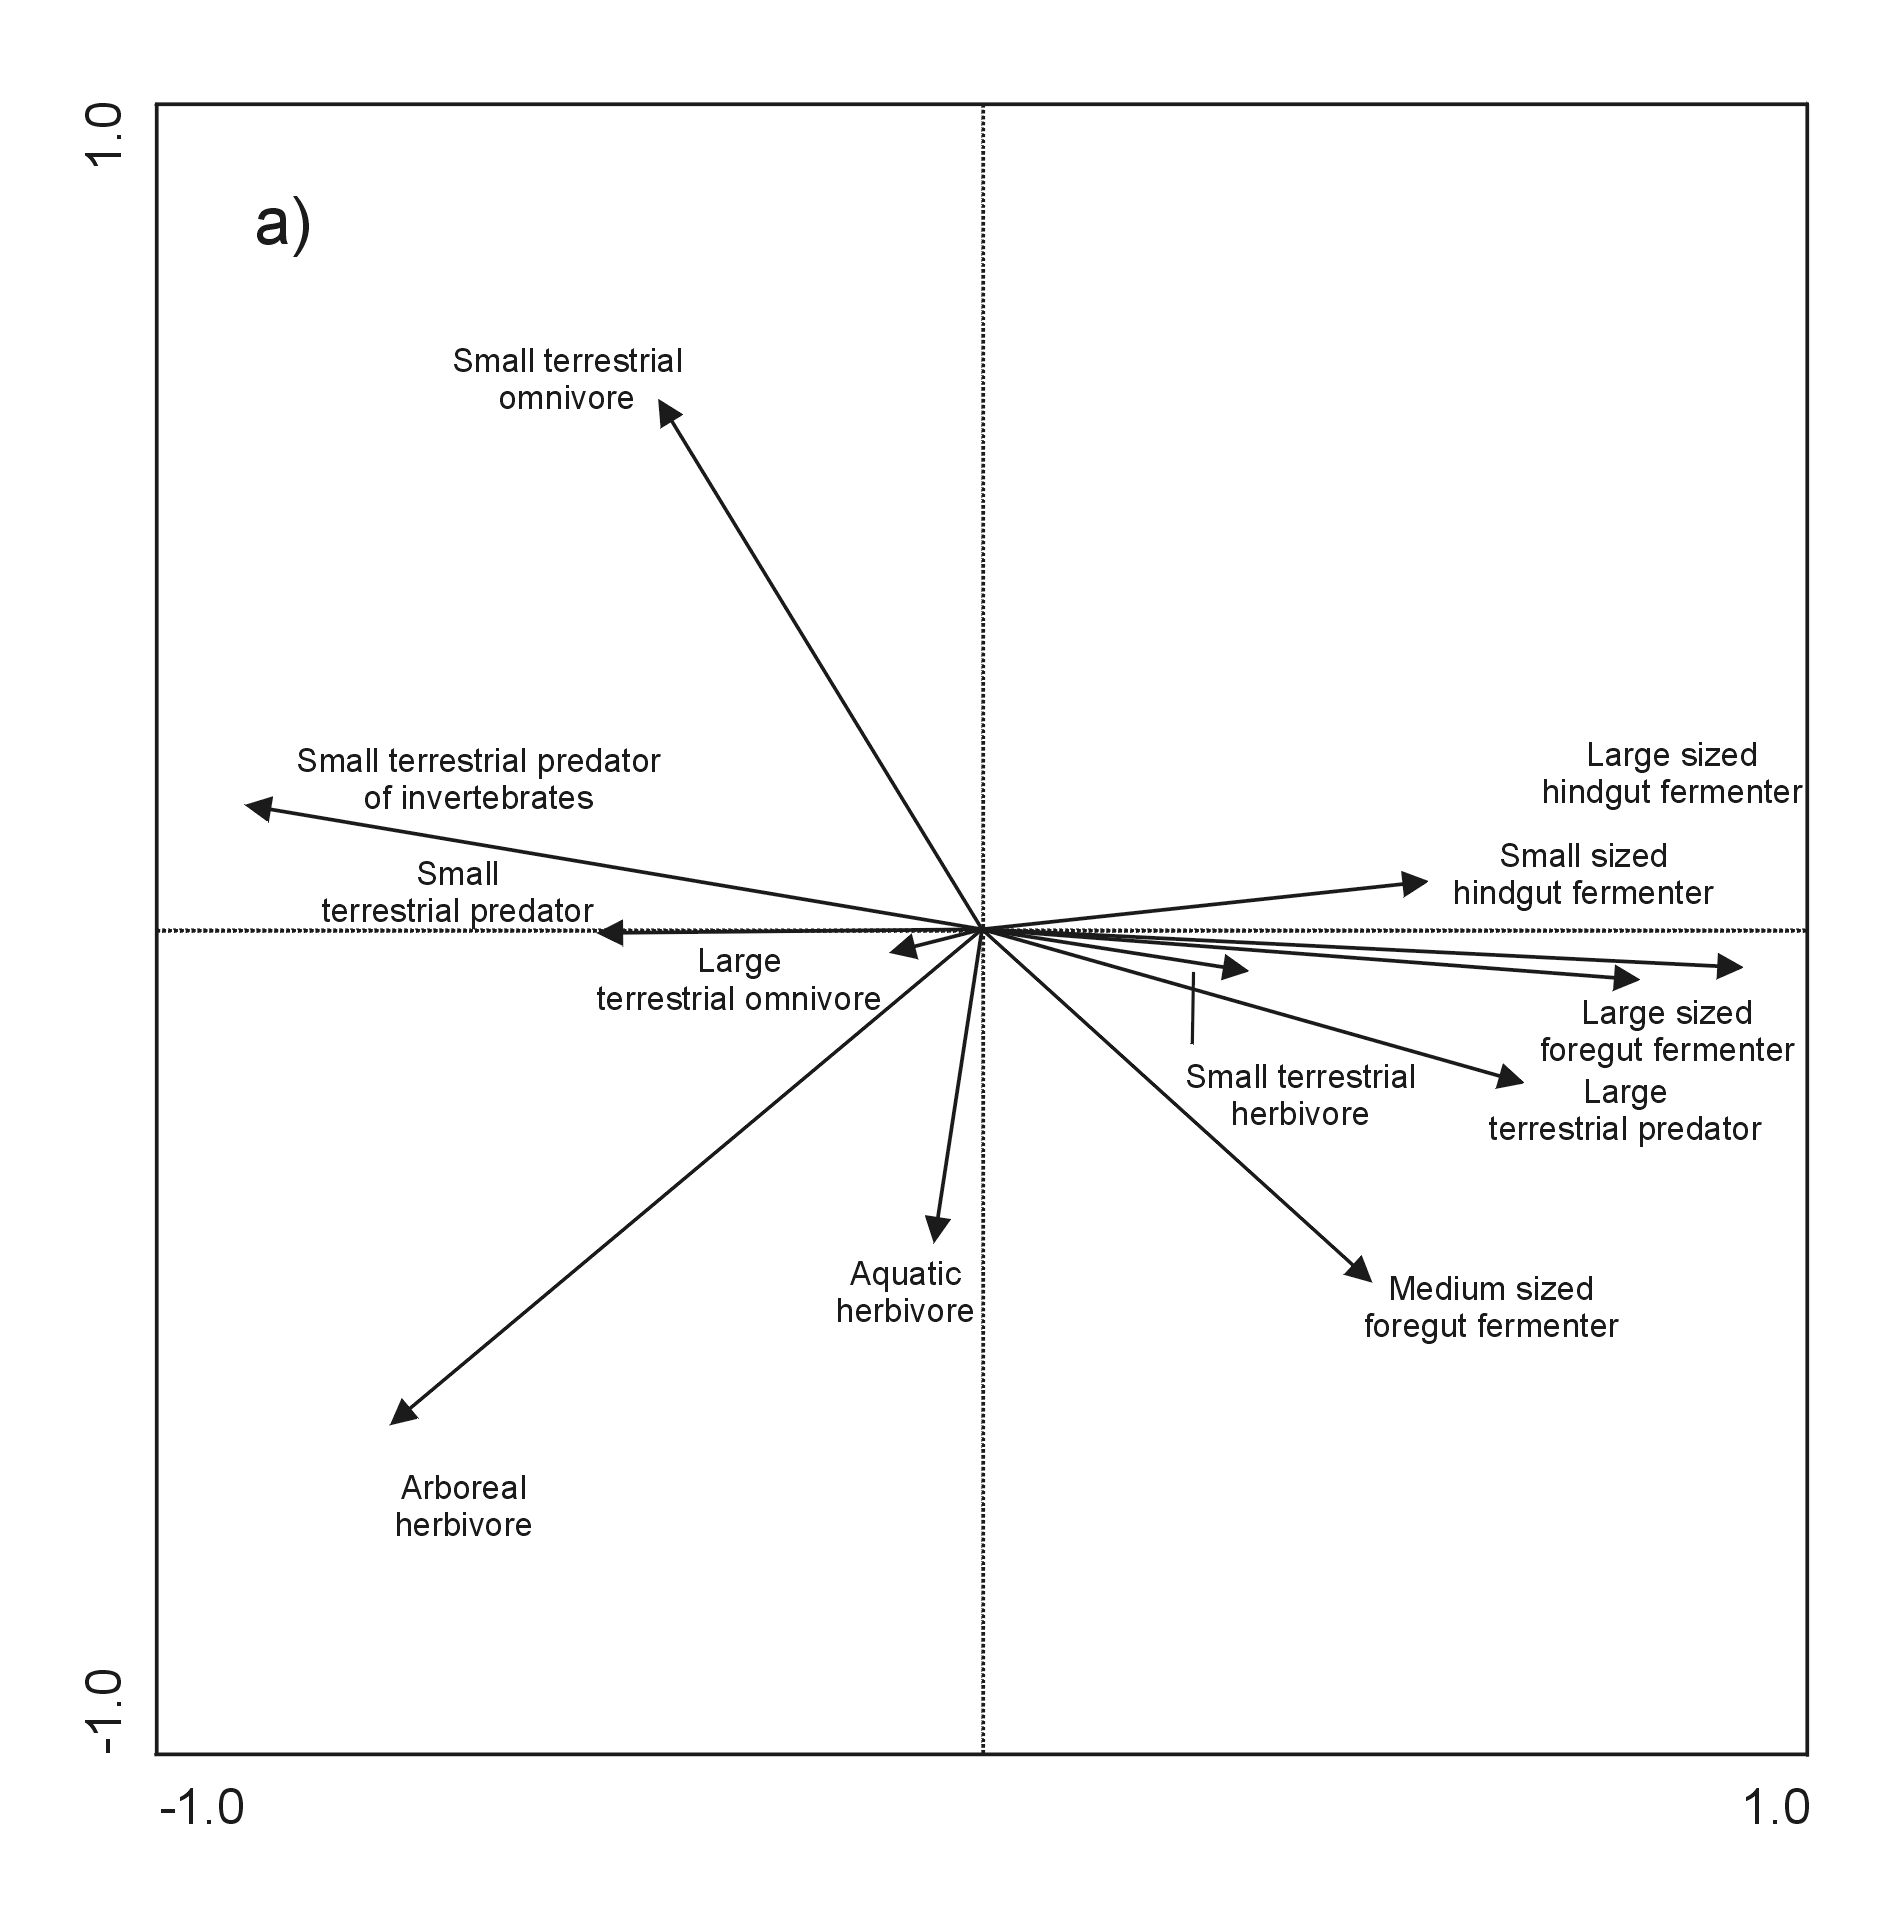 1.0
a)
Small terrestrial
omnivore
Small terrestrial predator
of invertebrates
Large sized
hindgut fermenter
Small
terrestrial predator
Small sized
hindgut fermenter
Large
terrestrial omnivore
Large sized
foregut fermenter
Small terrestrial
herbivore
Large
terrestrial predator
Aquatic
herbivore
Medium sized
foregut fermenter
Arboreal
herbivore
-1.0
-1.0
1.0